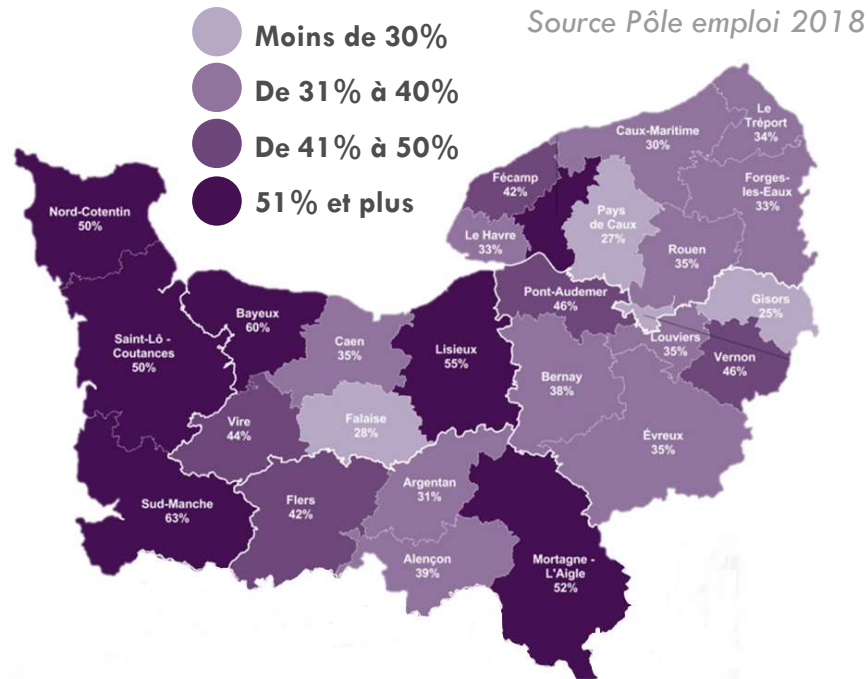 Source Pôle emploi 2018
Moins de 30%
De 31% à 40%
De 41% à 50%
51% et plus
Le
Tréport
34%
Caux-Maritime
30%
Fécamp
42%
Forges-
les-Eaux
33%
Nord-Cotentin
50%
Pays
de Caux
27%
Le Havre
33%
Rouen
35%
Pont-Audemer
46%
Gisors
25%
Bayeux
60%
Caen
35%
Saint-Lô -
Coutances
50%
Lisieux
55%
Louviers
35%
Vernon
46%
Bernay
38%
Vire
44%
Falaise
28%
Évreux
35%
Argentan
31%
Sud-Manche
63%
Flers
42%
Alençon
39%
Mortagne -
L'Aigle
52%